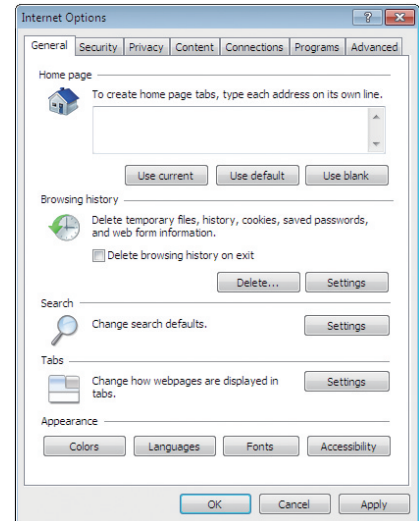 Internet Options
General Security Privacy Content Connections Programs Advanced
Home page
To create home page tabs, type each address on its own line.
Use current Use default Use blank
Browsing history
Delete temporary files, history, cookies, saved passwords,
and web form information.
Delete browsing history on exit
Delete... Settings
Search
Change search defaults. Settings
Tabs
Change how webpages are displayed in Settings
tabs.
Appearance
Colors Languages Fonts Accessibility
OK Cancel Apply